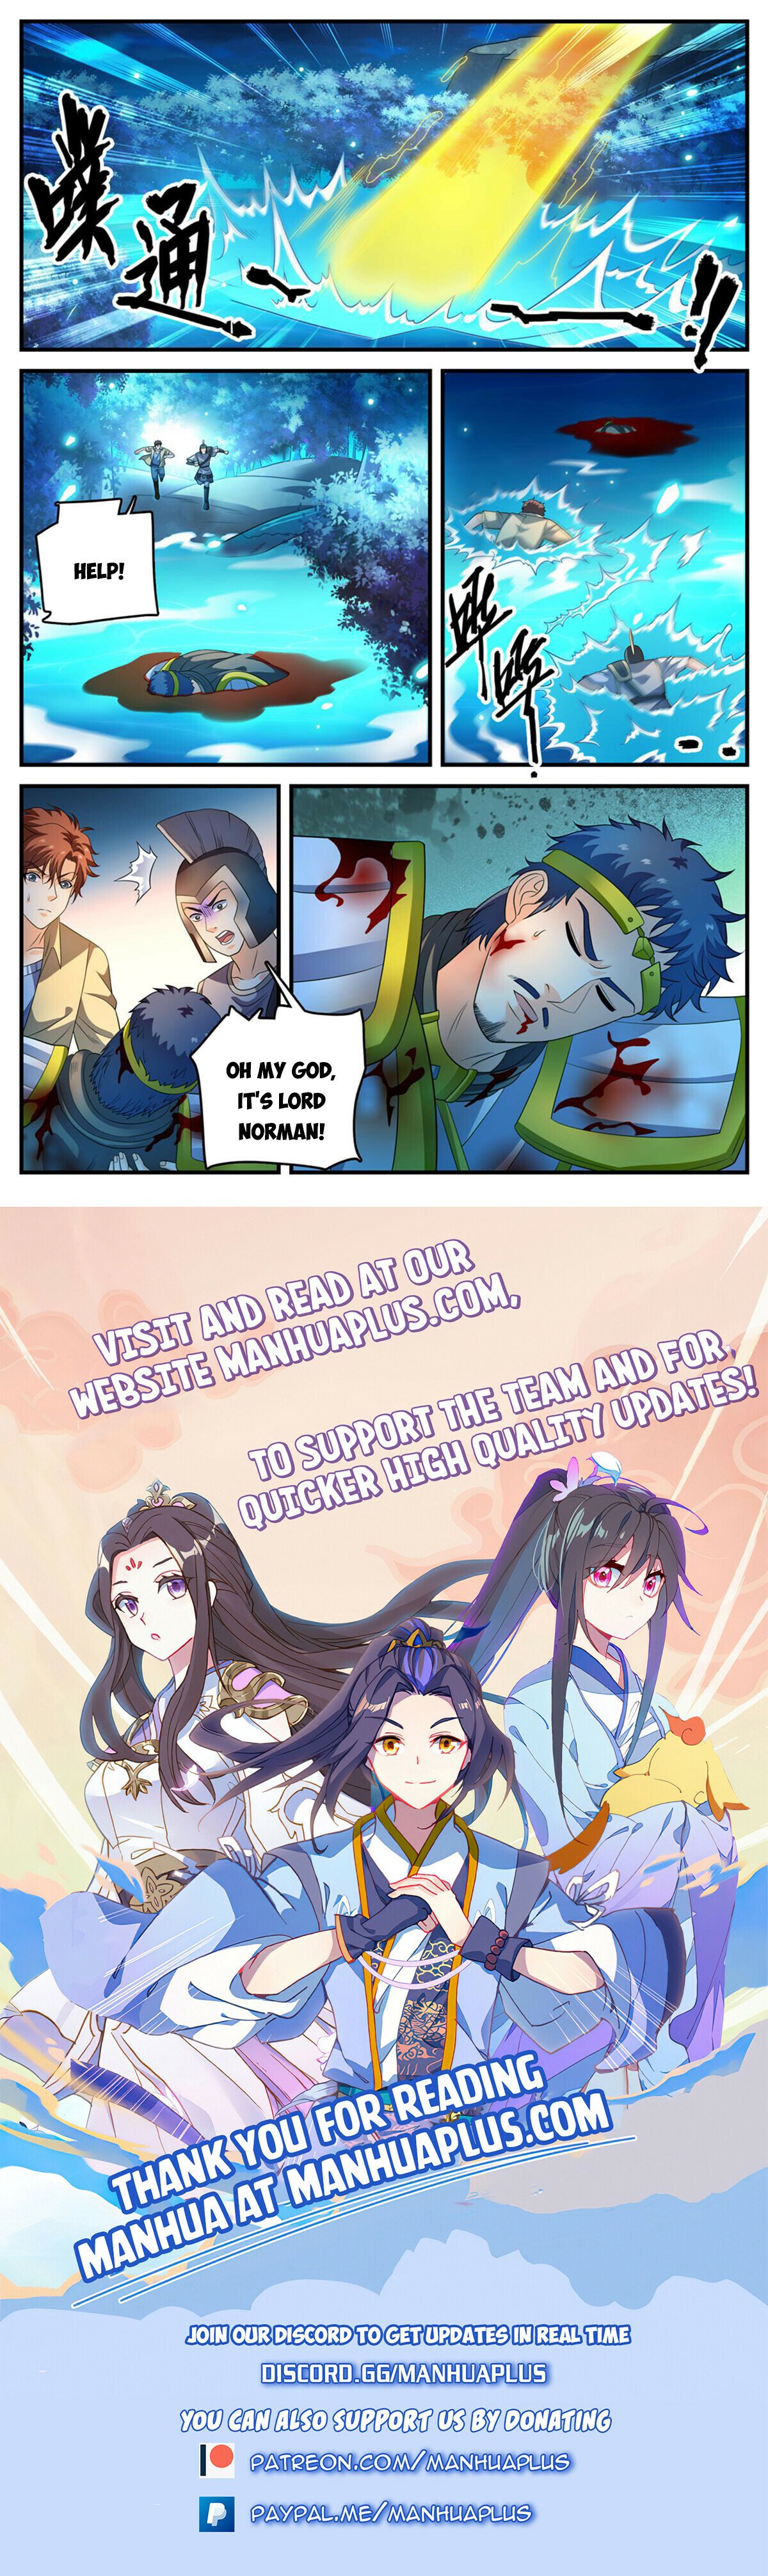 噗通——!!
HELP!
哗哗…
OH MY GOD,
IT'S LORD
NORMAN!
VISIT AND READ AT OUR
WEBSITE MANHUAPLUS.COM,
TO SUPPORT THE TEAM AND FOR
QUICKER HIGH QUALITY UPDATES!
THANK YOU FOR READING
MANHUA AT MANHUAPLUS.COM
JOIN OUR DISCORD TO GET UPDATES IN REAL TIME
DISCORD.GG/MANHUAPLUS
YOU CAN ALSO SUPPORT US BY DONATING
PATREON.COM/MANHUAPLUS
PAYPAL.ME/MANHUAPLUS